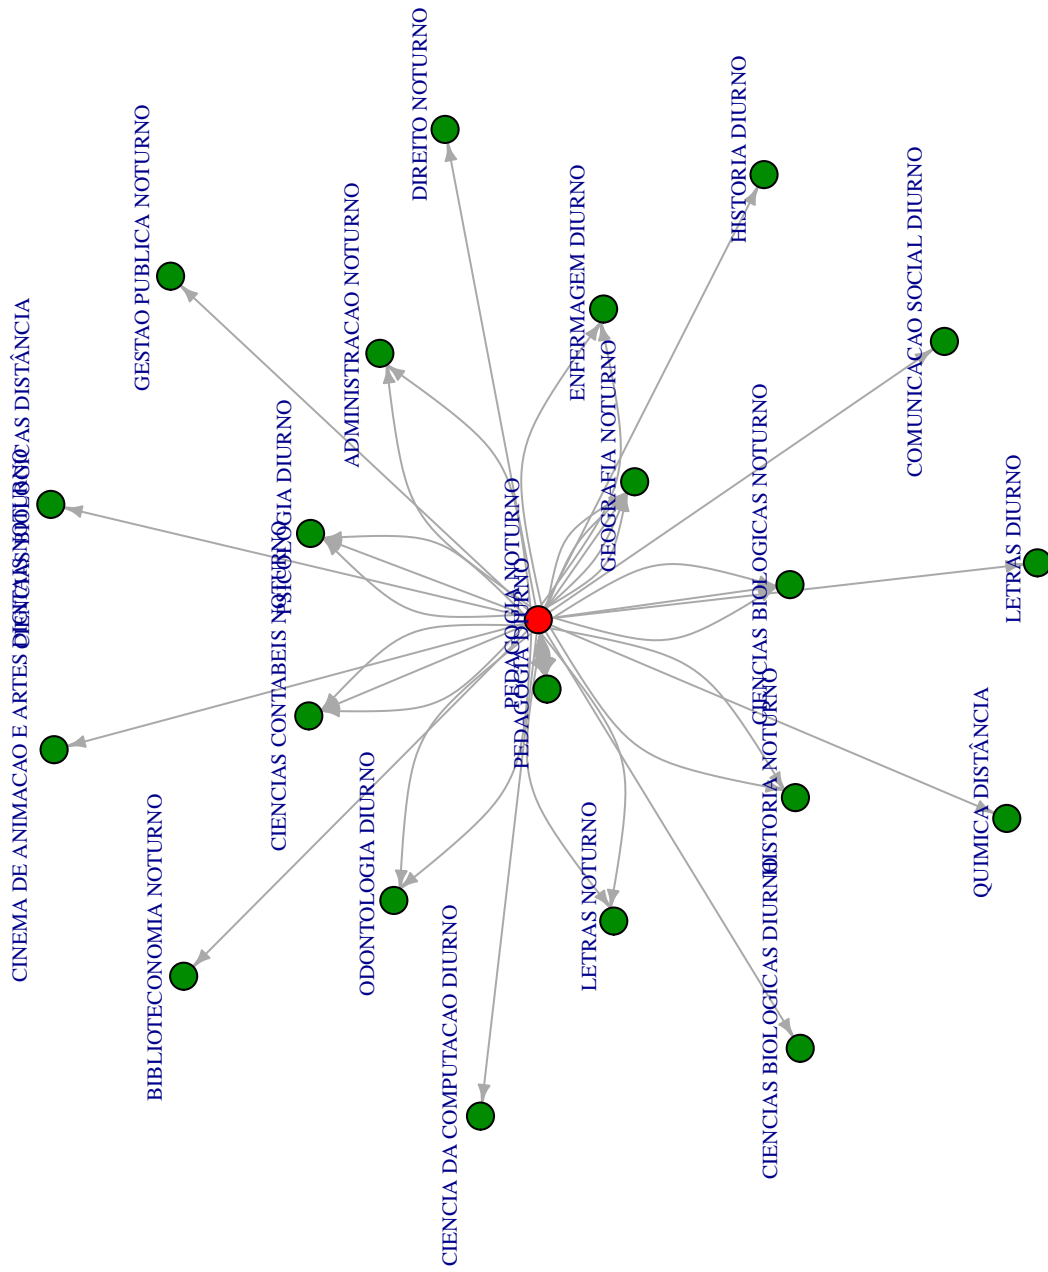 DIREITO NOTURNO
HISTORIA DIURNO
GESTAO PUBLICA NOTURNO
COMUNICACAO SOCIAL DIURNO
ENFERMAGEM DIURNO
ADMINISTRACAO NOTURNO
CIENCIAS BIOLOGICAS DISTÂNCIA
GEOGRAFIA NOTURNO
CIENCIAS BIOLOGICAS NOTURNO
PSICOLOGIA DIURNO
LETRAS DIURNO
CINEMA DE ANIMACAO E ARTES DIGITAIS NOTURNO
PEDAGOGIA NOTURNO
CIENCIAS CONTABEIS NOTURNO
PEDAGOGIA DIURNO
HISTORIA NOTURNO
QUIMICA DISTÂNCIA
ODONTOLOGIA DIURNO
BIBLIOTECONOMIA NOTURNO
LETRAS NOTURNO
CIENCIAS BIOLOGICAS DIURNO
CIENCIA DA COMPUTACAO DIURNO